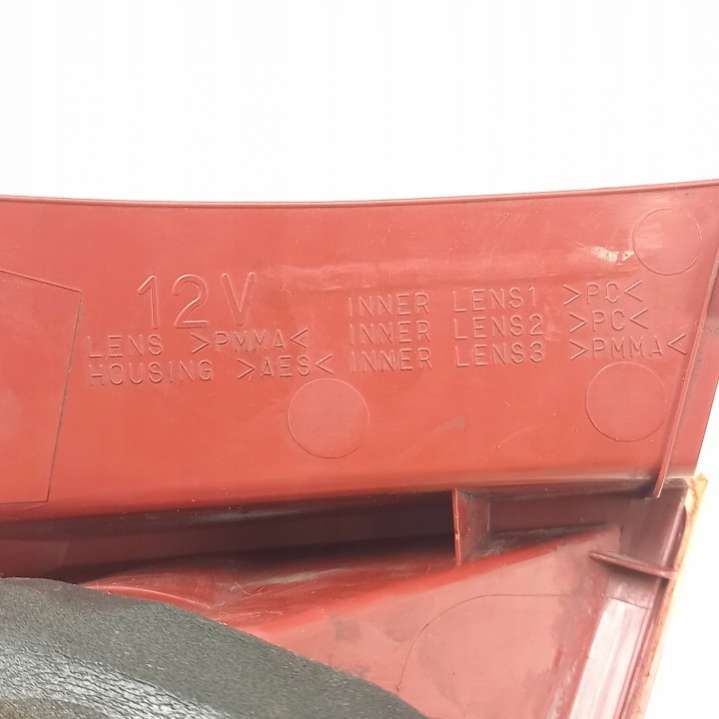 12V
LENS >PMMA<
HOUSING >AES<
INNER LENS1 >PC<
INNER LENS2 >PC<
INNER LENS3 >PMMA<